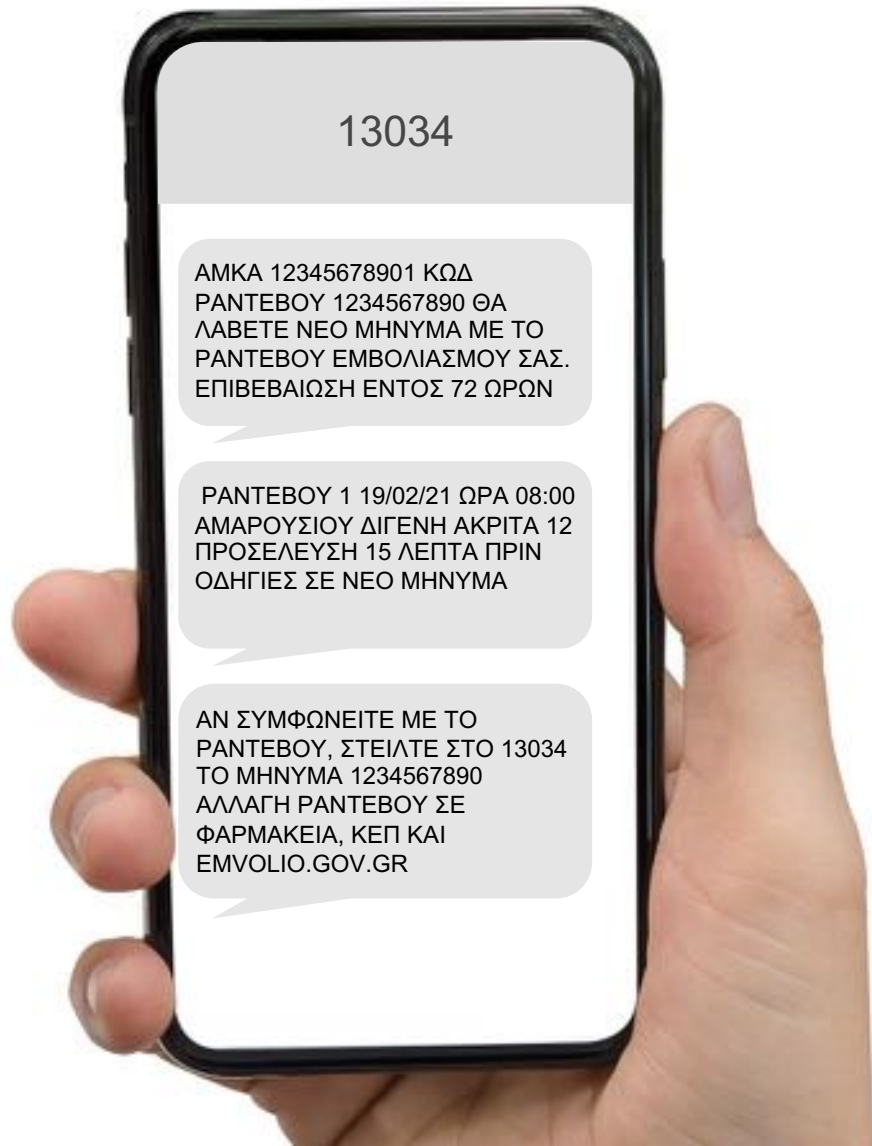 13034
ΑΜΚΑ 12345678901 ΚΩΔ
ΡΑΝΤΕΒΟΥ 1234567890 ΘΑ
ΛΑΒΕΤΕ ΝΕΟ ΜΗΝΥΜΑ ΜΕ ΤΟ
ΡΑΝΤΕΒΟΥ ΕΜΒΟΛΙΑΣΜΟΥ ΣΑΣ.
ΕΠΙΒΕΒΑΙΩΣΗ ΕΝΤΟΣ 72 ΩΡΩΝ
ΡΑΝΤΕΒΟΥ 1 19/02/21 ΩΡΑ 08:00
ΑΜΑΡΟΥΣΙΟΥ ΔΙΓΕΝΗ ΑΚΡΙΤΑ 12
ΠΡΟΣΕΛΕΥΣΗ 15 ΛΕΠΤΑ ΠΡΙΝ
ΟΔΗΓΙΕΣ ΣΕ ΝΕΟ ΜΗΝΥΜΑ
ΑΝ ΣΥΜΦΩΝΕΙΤΕ ΜΕ ΤΟ
ΡΑΝΤΕΒΟΥ, ΣΤΕΙΛΤΕ ΣΤΟ 13034
ΤΟ ΜΗΝΥΜΑ 1234567890
ΑΛΛΑΓΗ ΡΑΝΤΕΒΟΥ ΣΕ
ΦΑΡΜΑΚΕΙΑ, ΚΕΠ ΚΑΙ
EMVOLIO.GOV.GR